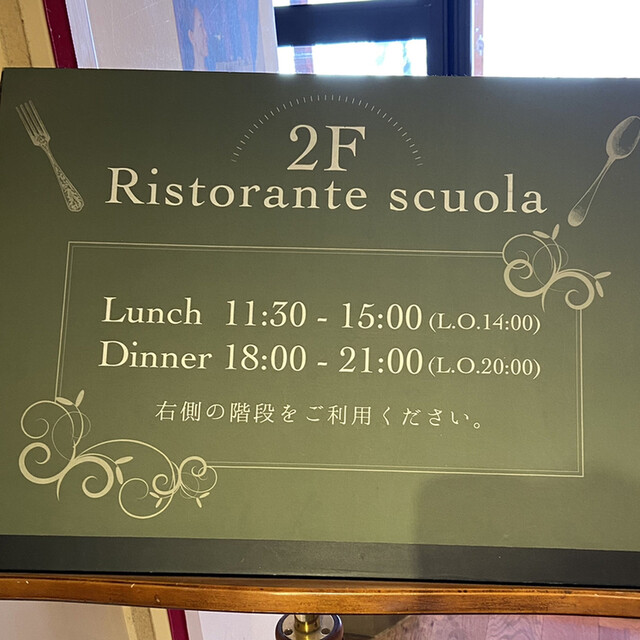 2F
Ristorante scuola
Lunch 11:30 - 15:00 (L.O.14:00)
Dinner 18:00 - 21:00 (L.O.20:00)
右側の階段をご利用ください。